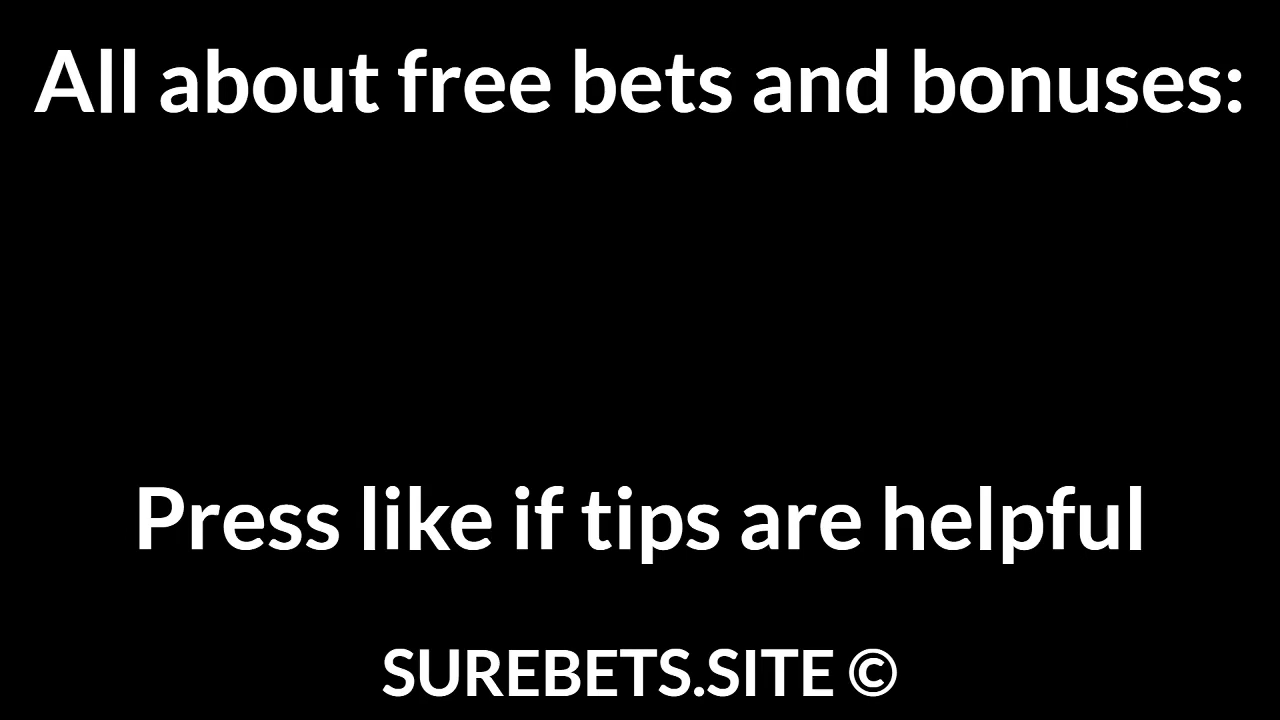 All about free bets and bonuses:
Press like if tips are helpful
SUREBETS.SITE ©